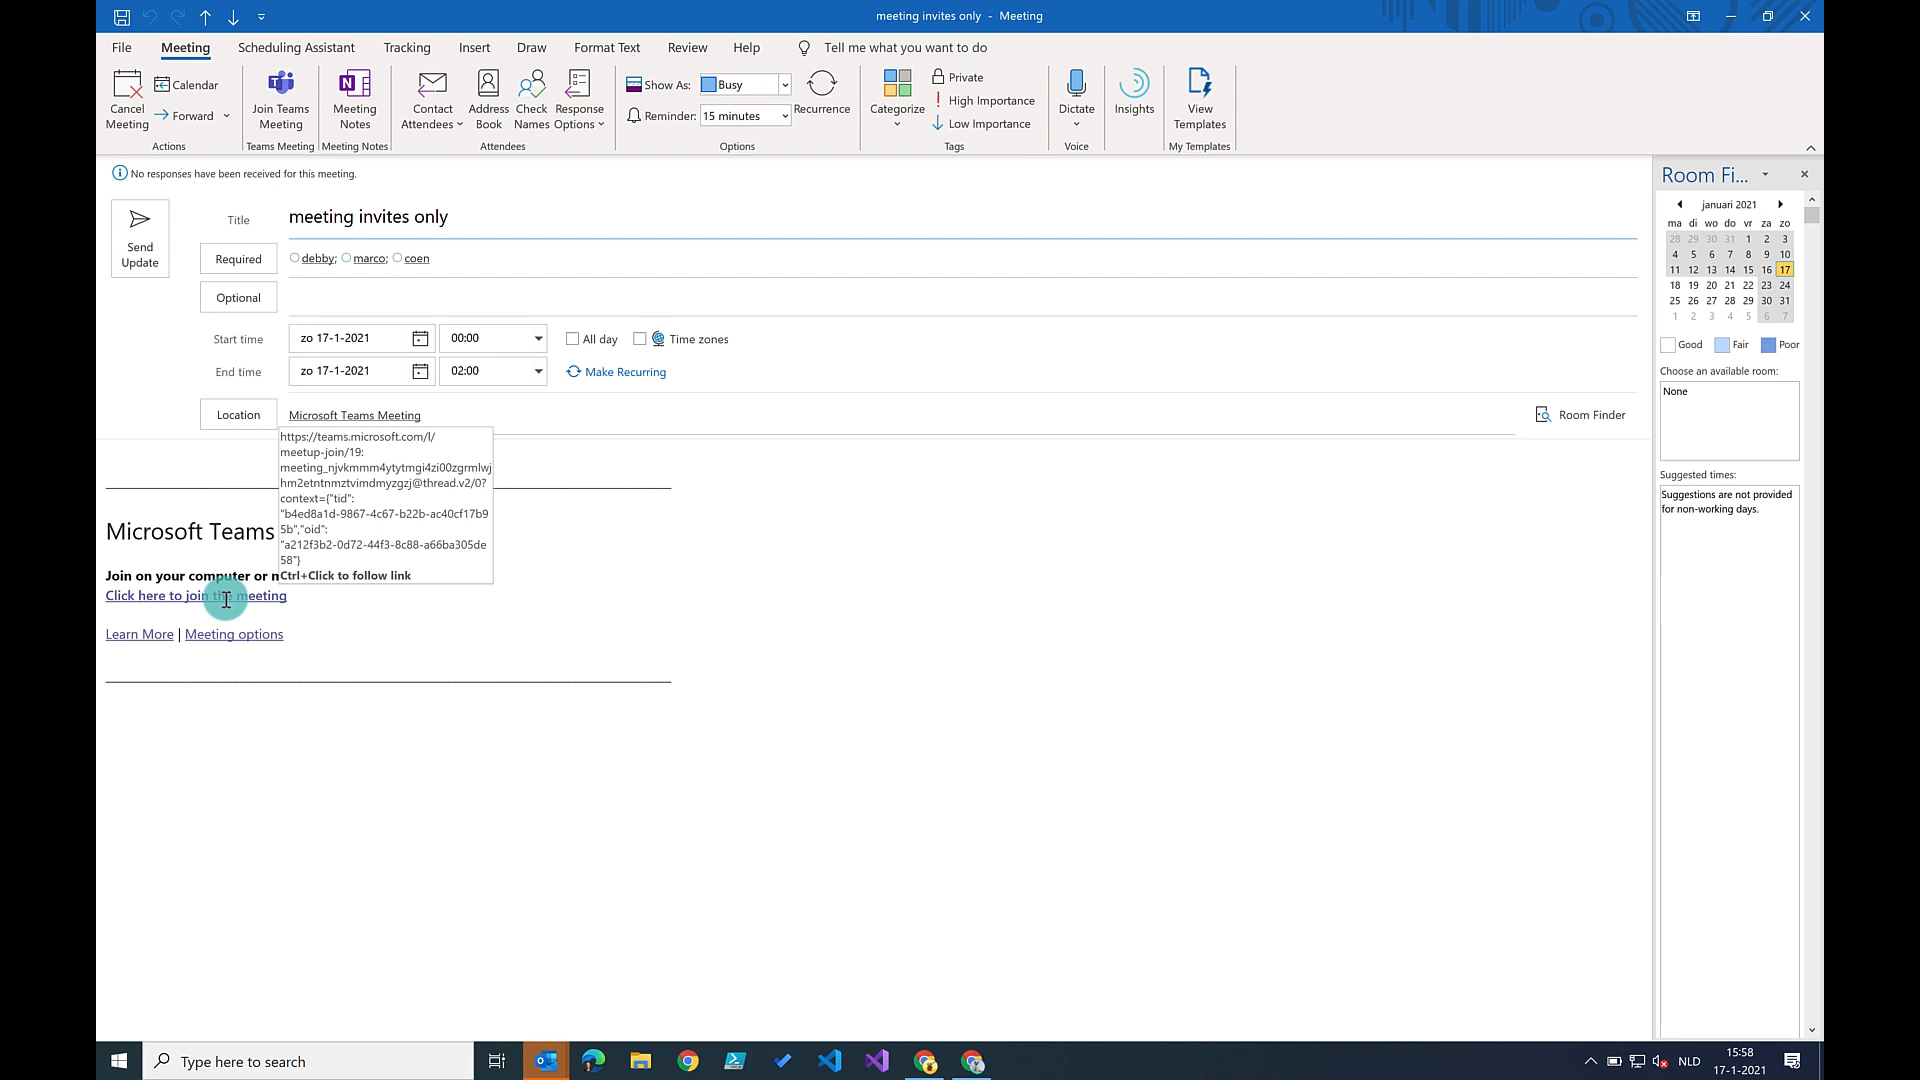 meeting invites only - Meeting
File Meeting Scheduling Assistant Tracking Insert Draw Format Text Review Help Tell me what you want to do
Cancel Meeting
Calendar
Forward
Join Teams Meeting
Meeting Notes
Contact Attendees
Address Book
Check Names
Response Options
Show As: Busy
Reminder: 15 minutes
Recurrence
Categorize
Private
High Importance
Low Importance
Dictate
Insights
View Templates
Actions Teams Meeting Meeting Notes Attendees Options Tags Voice My Templates
No responses have been received for this meeting.
Send Update
Title meeting invites only
Required debby; marco; coen
Optional
Start time zo 17-1-2021 00:00 All day Time zones
End time zo 17-1-2021 02:00 Make Recurring
Location Microsoft Teams Meeting Room Finder
https://teams.microsoft.com/l/
meetup-join/19:
meeting_njvkmmm4ytytmgi4zi00zgrmlwj
hm2etntnmztvimdmyzgzj@thread.v2/0?
context={"tid":
"b4ed8a1d-9867-4c67-b22b-ac40cf17b9
5b","oid":
"a212f3b2-0d72-44f3-8c88-a66ba305de
58"}
Ctrl+Click to follow link
Microsoft Teams
Join on your computer or
Click here to join the meeting
Learn More | Meeting options
Room Fi...
januari 2021
ma di wo do vr za zo
28 29 30 31 1 2 3
4 5 6 7 8 9 10
11 12 13 14 15 16 17
18 19 20 21 22 23 24
25 26 27 28 29 30 31
1 2 3 4 5 6 7
Good Fair Poor
Choose an available room:
None
Suggested times:
Suggestions are not provided
for non-working days.
Type here to search
NLD
15:58
17-1-2021